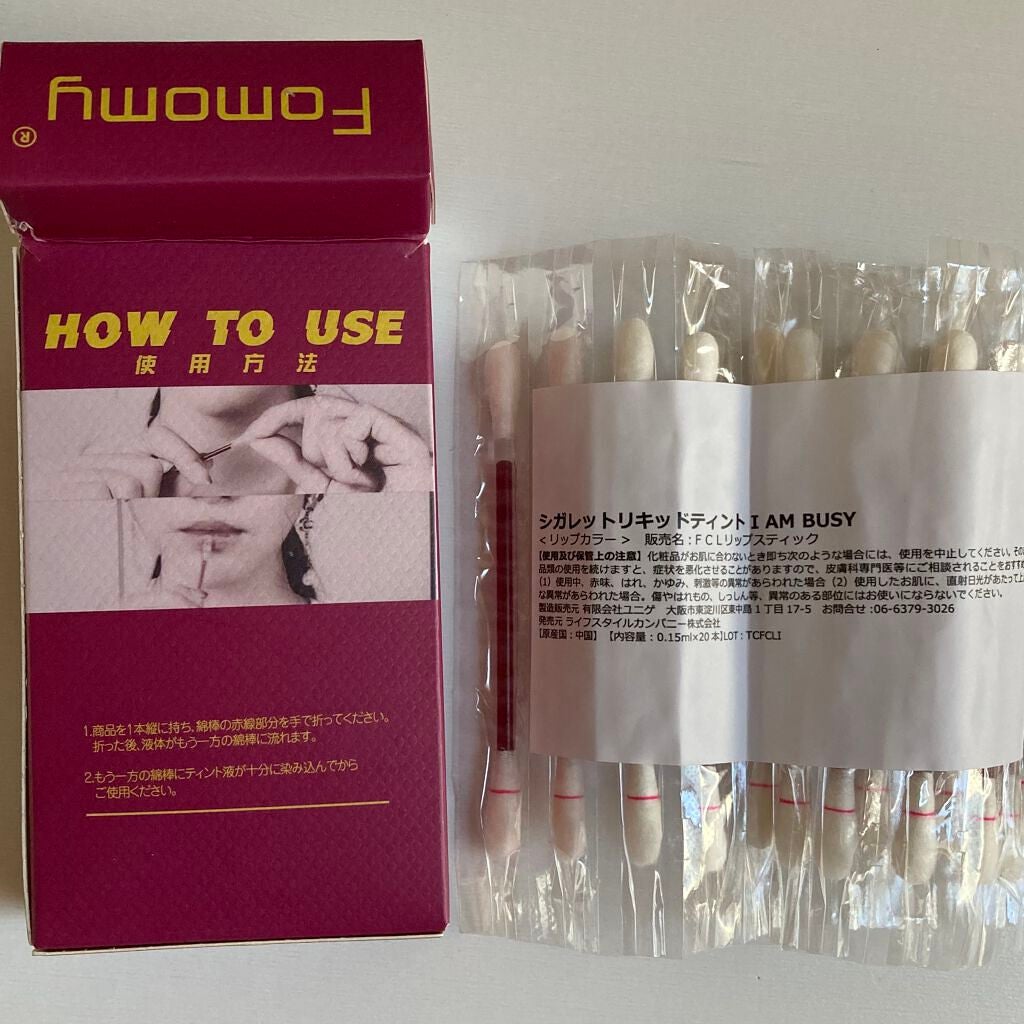 Fomomy®
HOW TO USE
使用方法
1.商品を1本縦に持ち、綿棒の赤線部分を手で折ってください。
折った後、液体がもう一方の綿棒に流れます。
2.もう一方の綿棒にティント液が十分に染み込んでから
ご使用ください。
シガレットリキッドティント I AM BUSY
<リップカラー> 販売名:FCLリップスティック
【使用及び保管上の注意】化粧品がお肌に合わないとき即ち次のような場合には、使用を中止してください。その
品類の使用を続けますと、症状を悪化させることがありますので、皮膚科専門医等にご相談されることをおすす
(1)使用中、赤味、はれ、かゆみ、刺激等の異常があらわれた場合(2)使用したお肌に、直射日光があたって上
な異常があらわれた場合。傷やはれもの、しっしん等、異常のある部位にはお使いにならないでください。
製造販売元 有限会社ユニゲ 大阪市東淀川区東中島1丁目17-5 お問合せ:06-6379-3026
発売元 ライフスタイルカンパニー株式会社
【原産国:中国】【内容量:0.15ml×20本】LOT:TCFCLI